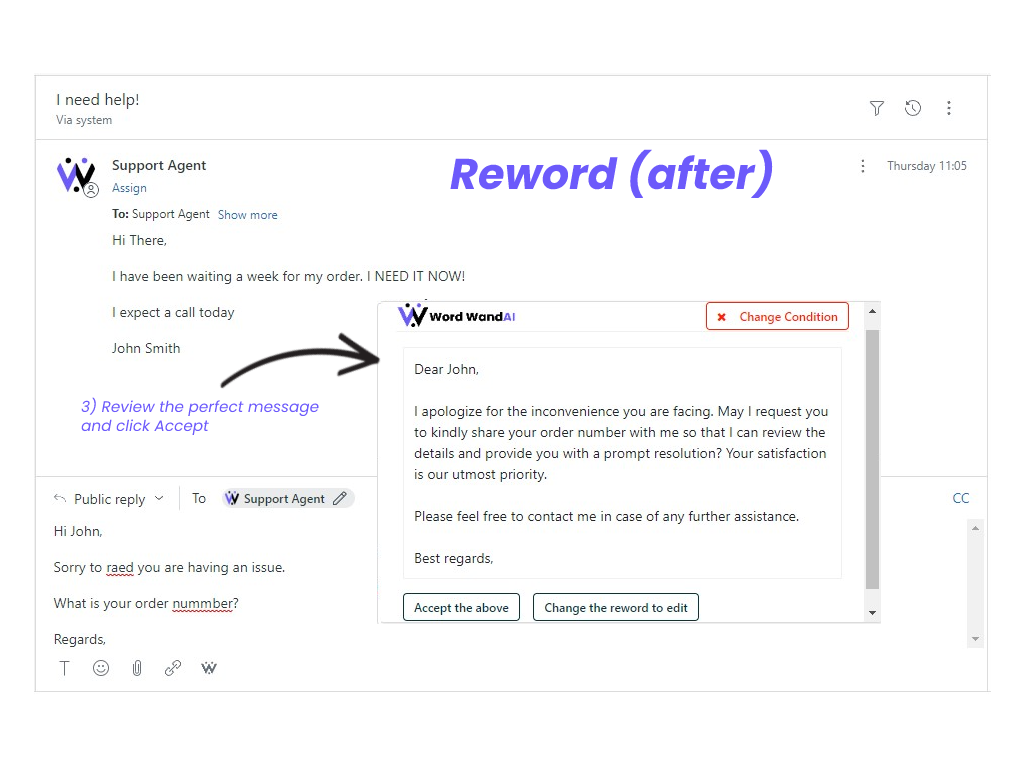 I need help!
Via system
Reword (after)
Support Agent
Thursday 11:05
Assign
To: Support Agent Show more
Hi There,
I have been waiting a week for my order. I NEED IT NOW!
I expect a call today
John Smith
3) Review the perfect message
and click Accept
Word WandAI
Change Condition
Dear John,
I apologize for the inconvenience you are facing. May I request you
to kindly share your order number with me so that I can review the
details and provide you with a prompt resolution? Your satisfaction
is our utmost priority.
Please feel free to contact me in case of any further assistance.
Best regards,
Accept the above
Change the reword to edit
Public reply
To
Support Agent
CC
Hi John,
Sorry to raed you are having an issue.
What is your order nummber?
Regards,